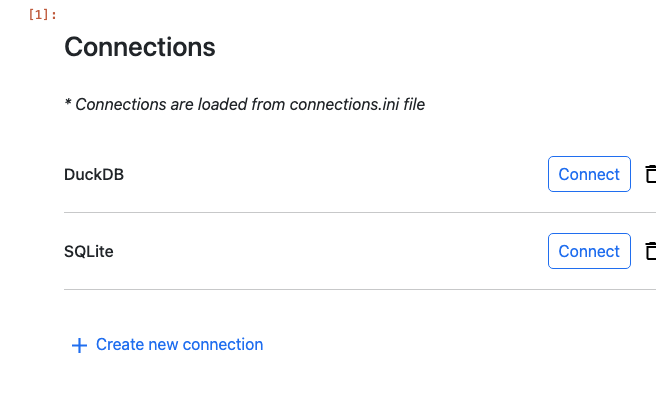 [1]:
Connections
* Connections are loaded from connections.ini file
DuckDB
Connect
SQLite
Connect
Create new connection